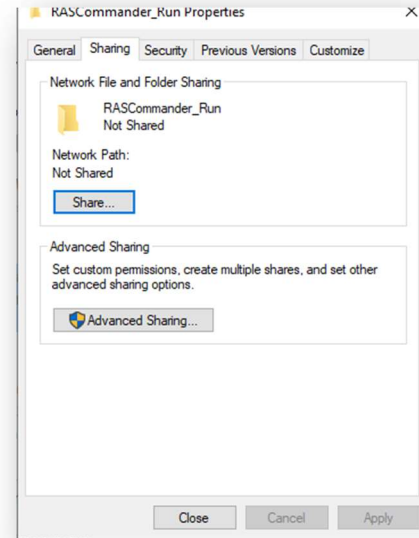 RASCommander_Run Properties
General Sharing Security Previous Versions Customize
Network File and Folder Sharing
RASCommander_Run
Not Shared
Network Path:
Not Shared
Share...
Advanced Sharing
Set custom permissions, create multiple shares, and set other
advanced sharing options.
Advanced Sharing...
Close Cancel Apply